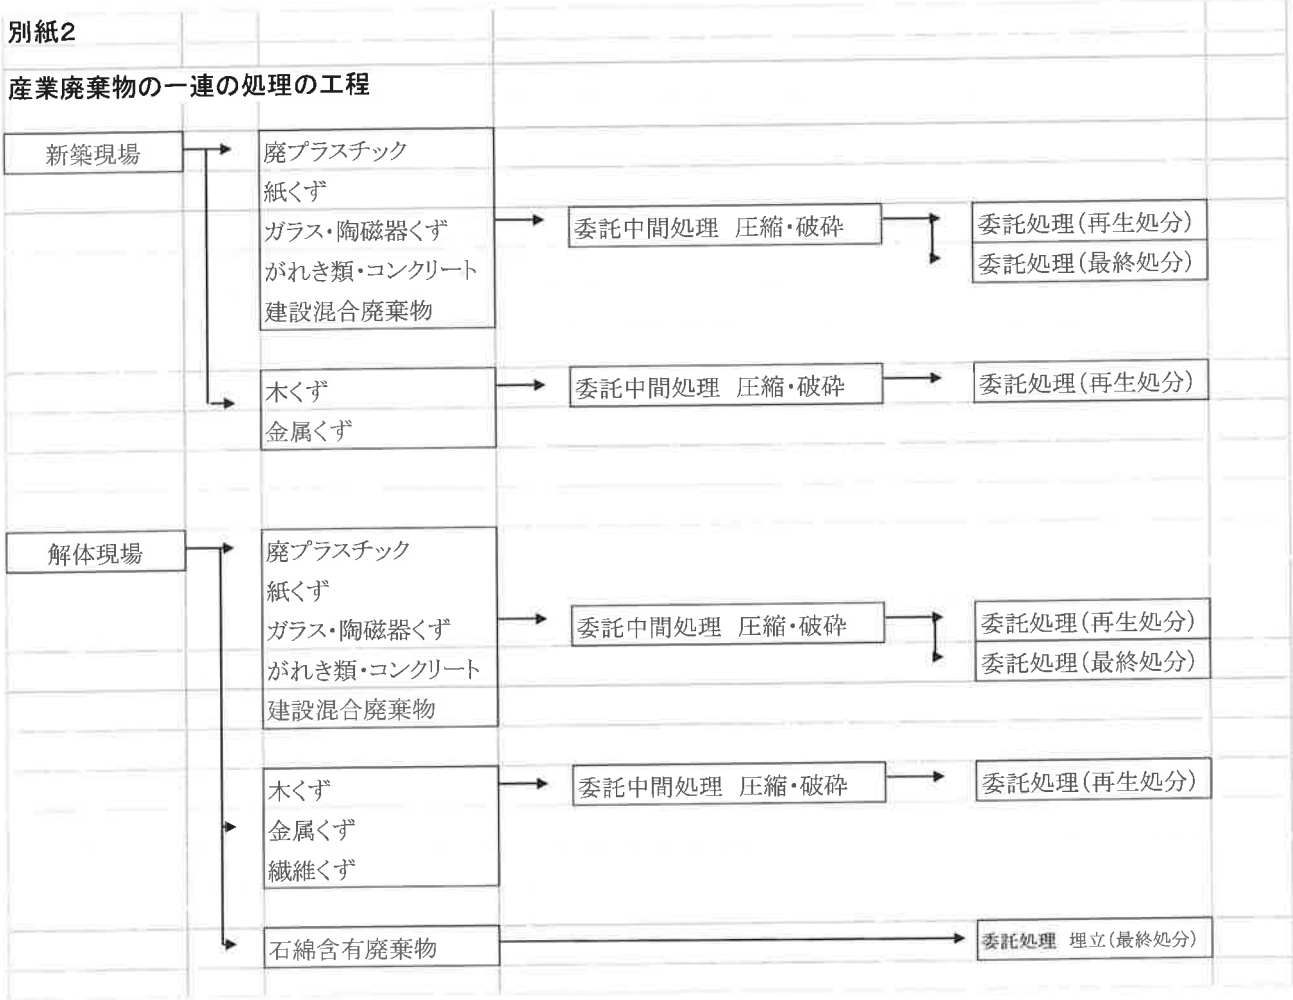 別紙2
産業廃棄物の一連の処理の工程
新築現場
廃プラスチック
紙くず
ガラス・陶磁器くず
がれき類・コンクリート
建設混合廃棄物
委託中間処理 圧縮・破砕
委託処理(再生処分)
委託処理(最終処分)
木くず
金属くず
委託中間処理 圧縮・破砕
委託処理(再生処分)
解体現場
廃プラスチック
紙くず
ガラス・陶磁器くず
がれき類・コンクリート
建設混合廃棄物
委託中間処理 圧縮・破砕
委託処理(再生処分)
委託処理(最終処分)
木くず
金属くず
繊維くず
委託中間処理 圧縮・破砕
委託処理(再生処分)
石綿含有廃棄物
委託処理 埋立(最終処分)